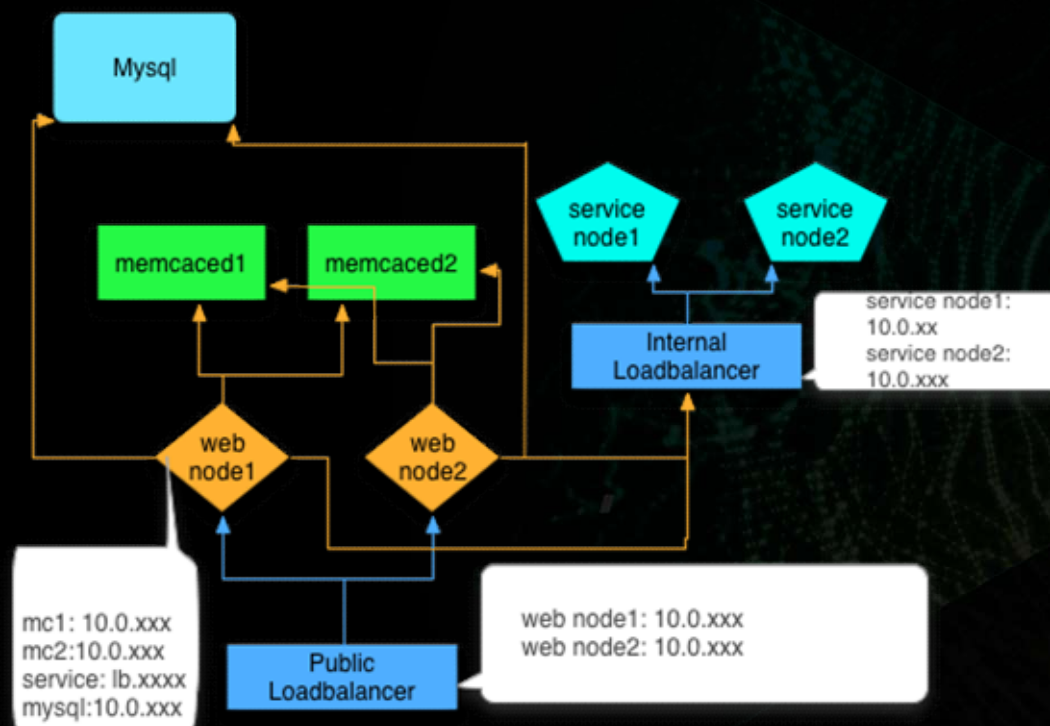 Mysql
memcaced1
memcaced2
service
node1
service
node2
Internal
Loadbalancer
service node1:
10.0.xx
service node2:
10.0.xxx
web
node1
web
node2
mc1: 10.0.xxx
mc2:10.0.xxx
service: lb.xxxx
mysql:10.0.xxx
Public
Loadbalancer
web node1: 10.0.xxx
web node2: 10.0.xxx